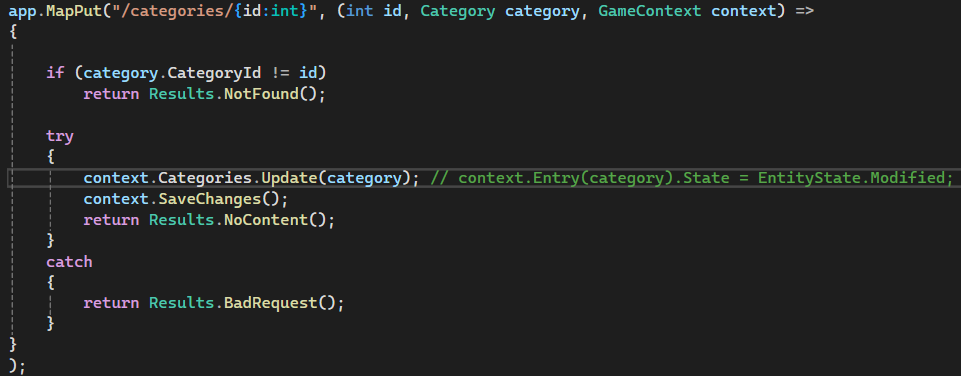 app.MapPut("/categories/{id:int}", (int id, Category category, GameContext context) =>
{
if (category.CategoryId != id)
return Results.NotFound();
try
{
context.Categories.Update(category); // context.Entry(category).State = EntityState.Modified;
context.SaveChanges();
return Results.NoContent();
}
catch
{
return Results.BadRequest();
}
}
);